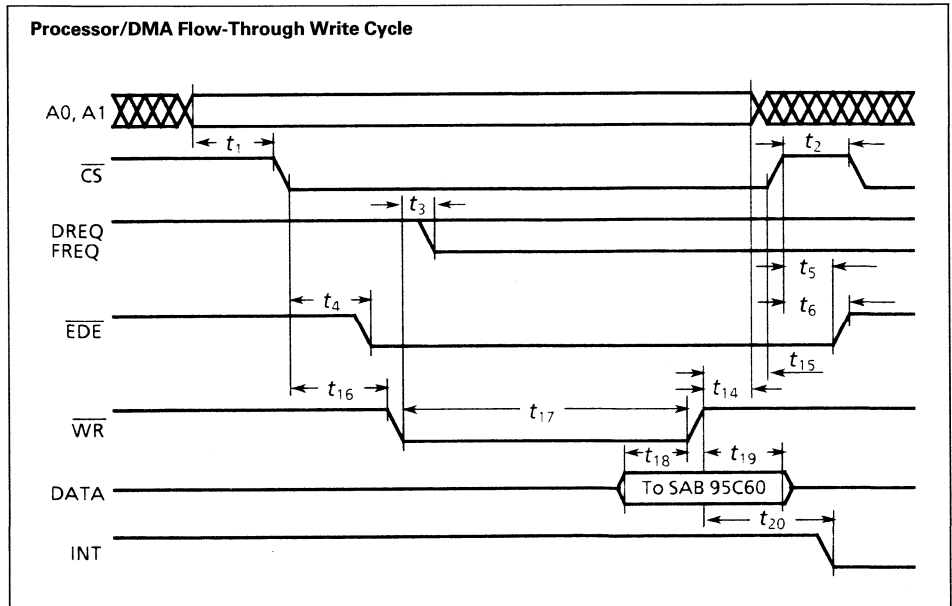 Processor/DMA Flow-Through Write Cycle
A0, A1
t1
t2
CS
t3
DREQ
FREQ
t5
t4
t6
EDE
t15
t16
t14
t17
WR
t18
t19
DATA
To SAB 95C60
t20
INT